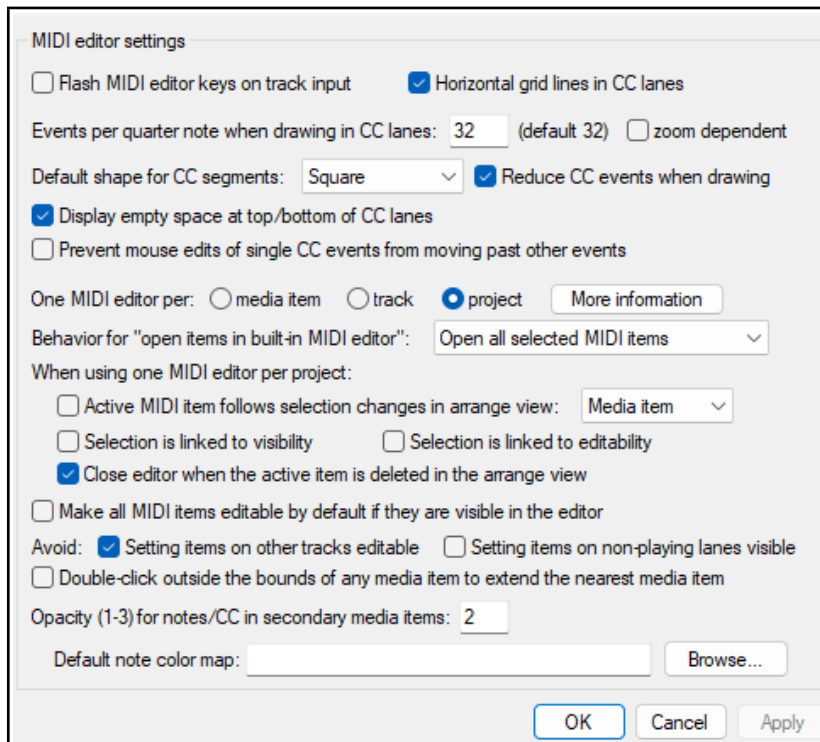 MIDI editor settings
Flash MIDI editor keys on track input Horizontal grid lines in CC lanes
Events per quarter note when drawing in CC lanes: 32 (default 32) zoom dependent
Default shape for CC segments: Square Reduce CC events when drawing
Display empty space at top/bottom of CC lanes
Prevent mouse edits of single CC events from moving past other events
One MIDI editor per: media item track project More information
Behavior for "open items in built-in MIDI editor": Open all selected MIDI items
When using one MIDI editor per project:
Active MIDI item follows selection changes in arrange view: Media item
Selection is linked to visibility Selection is linked to editability
Close editor when the active item is deleted in the arrange view
Make all MIDI items editable by default if they are visible in the editor
Avoid: Setting items on other tracks editable Setting items on non-playing lanes visible
Double-click outside the bounds of any media item to extend the nearest media item
Opacity (1-3) for notes/CC in secondary media items: 2
Default note color map: Browse...
OK Cancel Apply